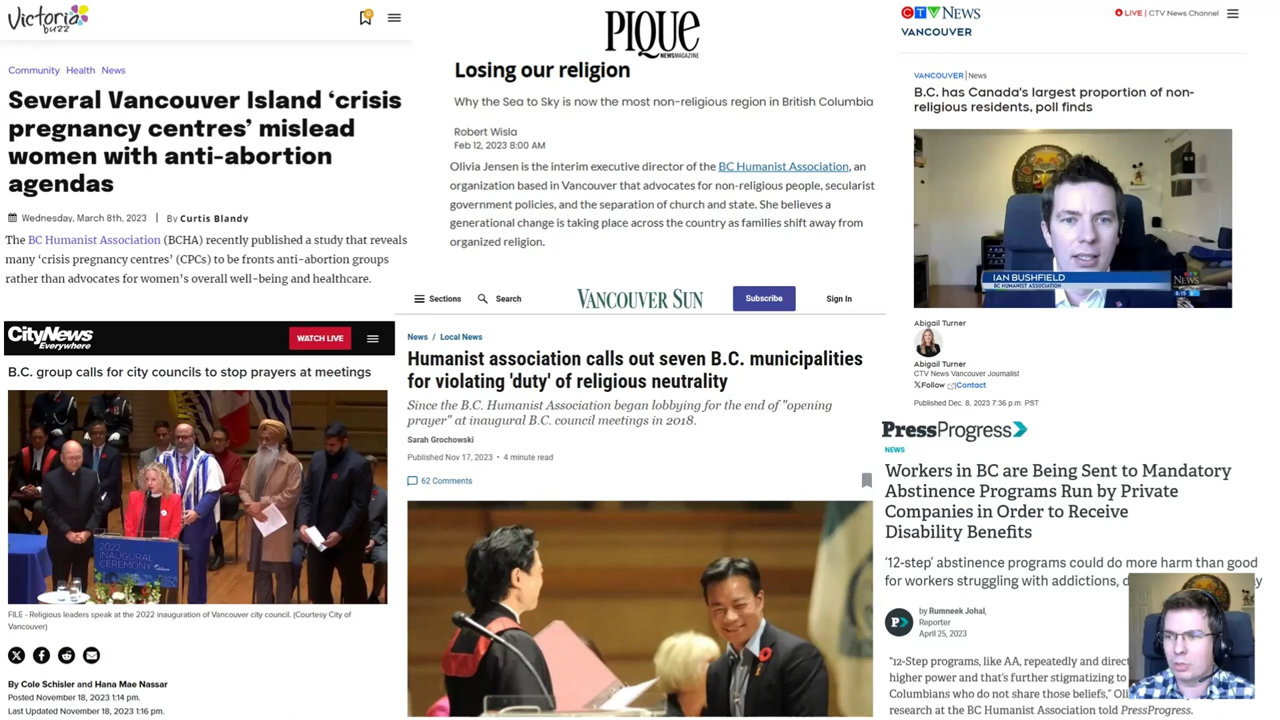 Victoria
buzz
Community Health News
Several Vancouver Island ‘crisis
pregnancy centres’ mislead
women with anti-abortion
agendas
Wednesday, March 8th, 2023 | By Curtis Blandy
The BC Humanist Association (BCHA) recently published a study that reveals
many ‘crisis pregnancy centres’ (CPCs) to be fronts anti-abortion groups
rather than advocates for women’s overall well-being and healthcare.
CityNews
Everywhere
WATCH LIVE
B.C. group calls for city councils to stop prayers at meetings
2022
INAUGURAL
CEREMONY
FILE - Religious leaders speak at the 2022 inauguration of Vancouver city council. (Courtesy City of
Vancouver)
By Cole Schisler and Hana Mae Nassar
Posted November 18, 2023 1:14 pm.
Last Updated November 18, 2023 1:16 pm.
PIQUE
NEWSMAGAZINE
Losing our religion
Why the Sea to Sky is now the most non-religious region in British Columbia
Robert Wisla
Feb 12, 2023 8:00 AM
Olivia Jensen is the interim executive director of the BC Humanist Association, an
organization based in Vancouver that advocates for non-religious people, secularist
government policies, and the separation of church and state. She believes a
generational change is taking place across the country as families shift away from
organized religion.
Sections Search VANCOUVER SUN Subscribe Sign In
News / Local News
Humanist association calls out seven B.C. municipalities
for violating 'duty' of religious neutrality
Since the B.C. Humanist Association began lobbying for the end of "opening
prayer" at inaugural B.C. council meetings in 2018.
Sarah Grochowski
Published Nov 17, 2023 • 4 minute read
62 Comments
CTV NEWS
VANCOUVER
LIVE | CTV News Channel
VANCOUVER | News
B.C. has Canada's largest proportion of non-
religious residents, poll finds
IAN BUSHFIELD
BC HUMANIST ASSOCIATION
CTV
NEWS
6:15
Abigail Turner
Abigail Turner
CTV News Vancouver Journalist
Follow | Contact
Published Dec. 8, 2023 7:36 p.m. PST
PressProgress
NEWS
Workers in BC are Being Sent to Mandatory
Abstinence Programs Run by Private
Companies in Order to Receive
Disability Benefits
‘12-step’ abstinence programs could do more harm than good
for workers struggling with addictions,
by Rumneek Johal,
Reporter
April 25, 2023
"12-Step programs, like AA, repeatedly and direct
higher power and that's further stigmatizing to
Columbians who do not share those beliefs," Oli
research at the BC Humanist Association told PressProgress.